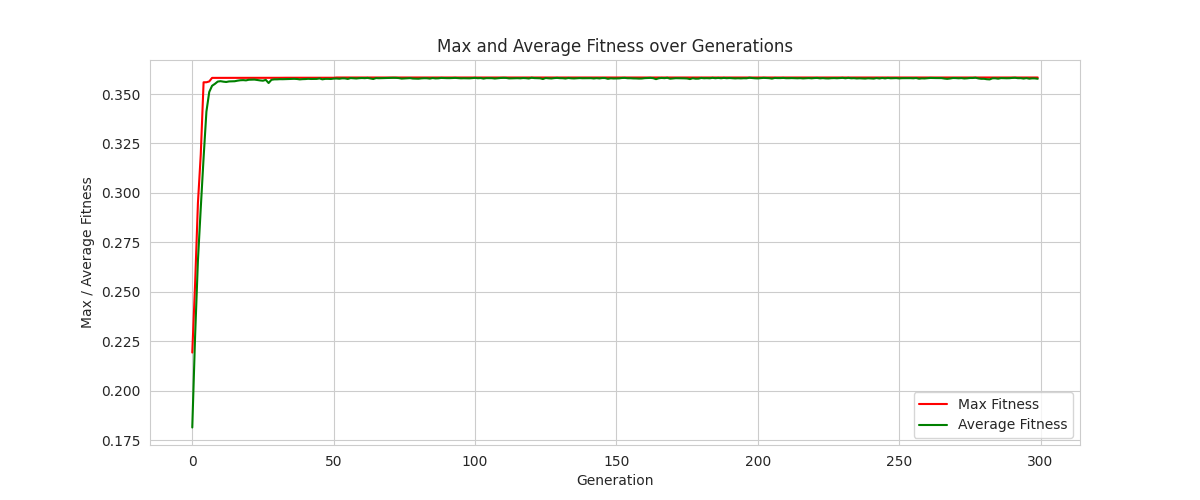 Max and Average Fitness over Generations
Max / Average Fitness
0.350
0.325
0.300
0.275
0.250
0.225
0.200
0.175
Max Fitness
Average Fitness
0 50 100 150 200 250 300
Generation